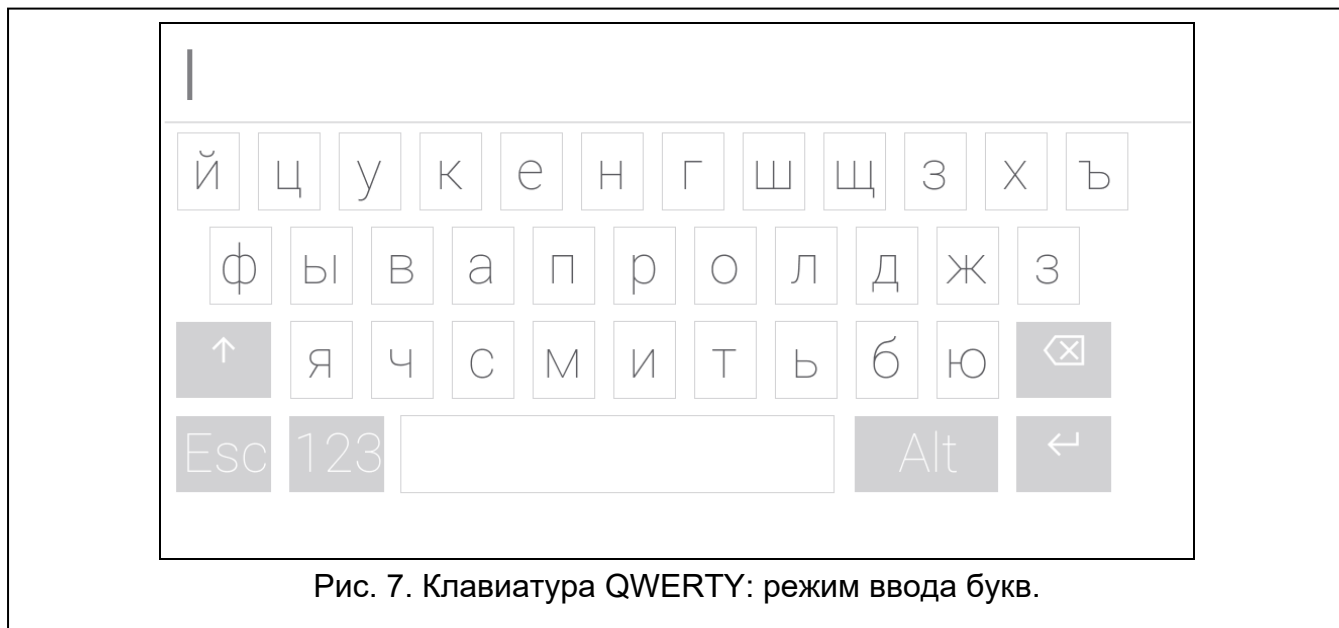 й ц у к е н г ш щ з х ъ
ф ы в а п р о л д ж з
я ч с м и т ь б ю
Esc 123 Alt
Рис. 7. Клавиатура QWERTY: режим ввода букв.